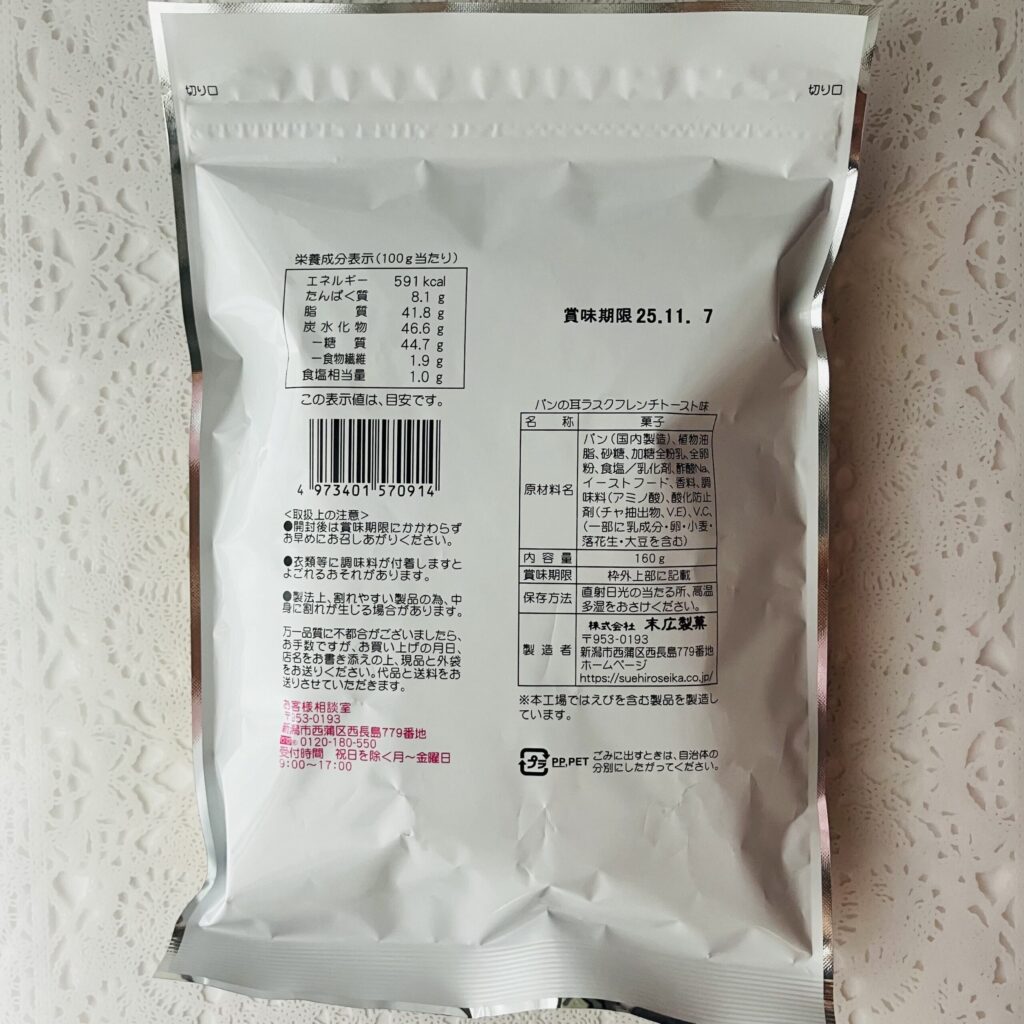 切り口
切り口
栄養成分表示(100g当たり)
エネルギー 591kcal
たんぱく質 8.1 g
脂質 41.8 g
炭水化物 46.6 g
ー糖質 44.7 g
ー食物繊維 1.9 g
食塩相当量 1.0 g
この表示値は、目安です。
4 973401 570914
<取扱上の注意>
●開封後は賞味期限にかかわらず
お早めにお召しあがりください。
●衣類等に調味料が付着しますと
よごれるおそれがあります。
●製法上、割れやすい製品の為、中
身に割れが生じる場合があります。
万一品質に不都合がございましたら、
お手数ですが、お買い上げの月日、
店名をお書き添えの上、現品と外袋
をお送りください。代品と送料をお
送りさせていただきます。
お客様相談室
〒953-0193
新潟市西蒲区西長島779番地
0120-180-550
受付時間 祝日を除く月～金曜日
9:00～17:00
賞味期限25.11. 7
パンの耳ラスクフレンチトースト味
名称 菓子
原材料名 パン(国内製造)、植物油
脂、砂糖、加糖全粉乳、全卵
粉、食塩/乳化剤、酢酸Na、
イーストフード、香料、調
味料(アミノ酸)、酸化防止
剤(チャ抽出物、V.E)、V.C、
(一部に乳成分・卵・小麦・
落花生・大豆を含む)
内容量 160g
賞味期限 枠外上部に記載
保存方法 直射日光の当たる所、高温
多湿をおさけください。
製造者 株式会社 末広製菓
〒953-0193
新潟市西蒲区西長島779番地
ホームページ
https://suehiroseika.co.jp/
※本工場ではえびを含む製品を製造し
ています。
プラ PP,PET ごみに出すときは、自治体の
分別にしたがってください。